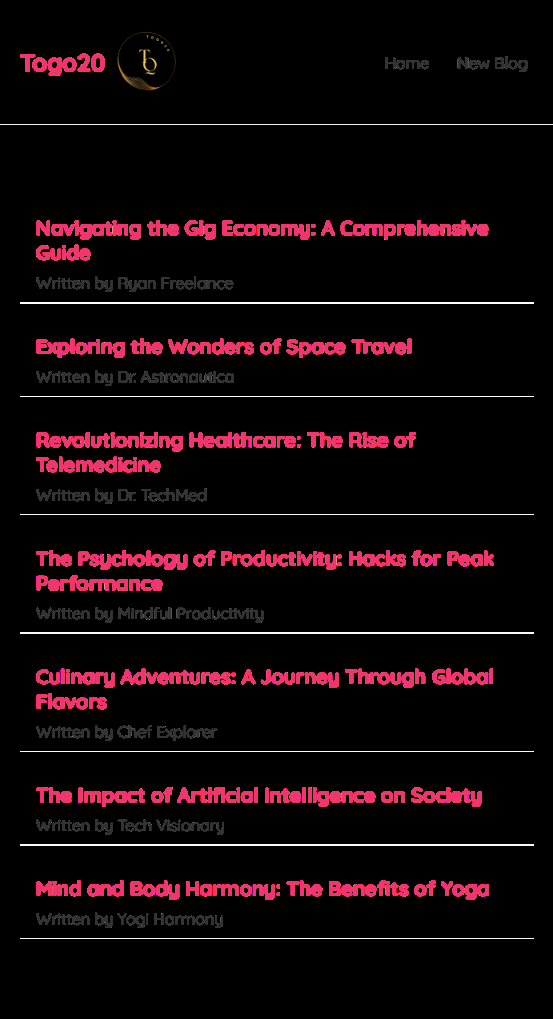 Togo20
TQ
Home
New Blog
Navigating the Gig Economy: A Comprehensive
Guide
Written by Ryan Freelance
Exploring the Wonders of Space Travel
Written by Dr. Astronautica
Revolutionizing Healthcare: The Rise of
Telemedicine
Written by Dr. TechMed
The Psychology of Productivity: Hacks for Peak
Performance
Written by Mindful Productivity
Culinary Adventures: A Journey Through Global
Flavors
Written by Chef Explorer
The Impact of Artificial Intelligence on Society
Written by Tech Visionary
Mind and Body Harmony: The Benefits of Yoga
Written by Yogi Harmony